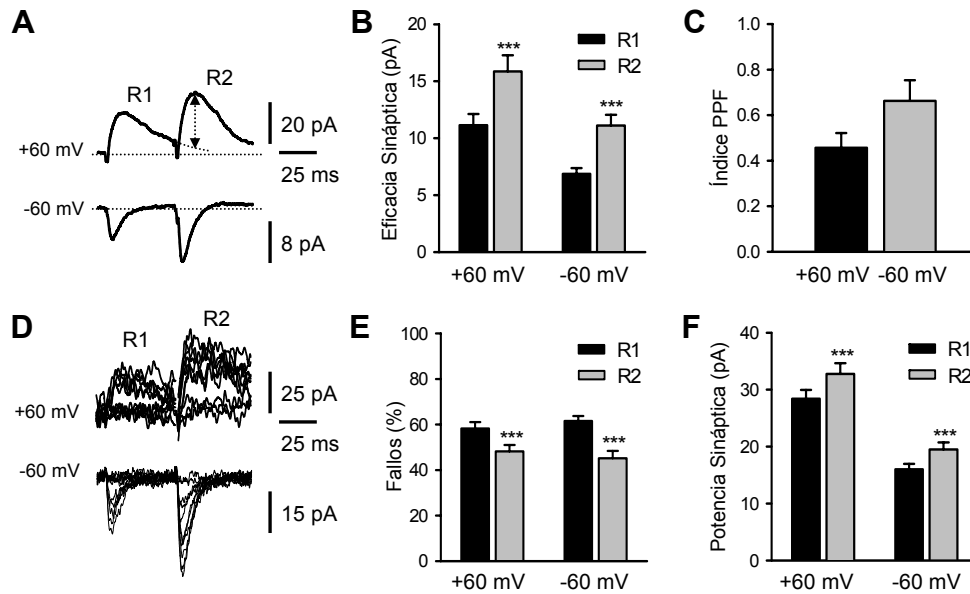 A
R1
R2
+60 mV
20 pA
25 ms
-60 mV
8 pA
B
Eficacia Sináptica (pA)
20
15
10
5
0
R1
R2
***
***
+60 mV
-60 mV
C
Índice PPF
1.0
0.8
0.6
0.4
0.2
0.0
+60 mV
-60 mV
D
R1
R2
+60 mV
25 pA
25 ms
-60 mV
15 pA
E
Fallos (%)
100
80
60
40
20
0
R1
R2
***
***
+60 mV
-60 mV
F
Potencia Sináptica (pA)
40
30
20
10
0
R1
R2
***
***
+60 mV
-60 mV